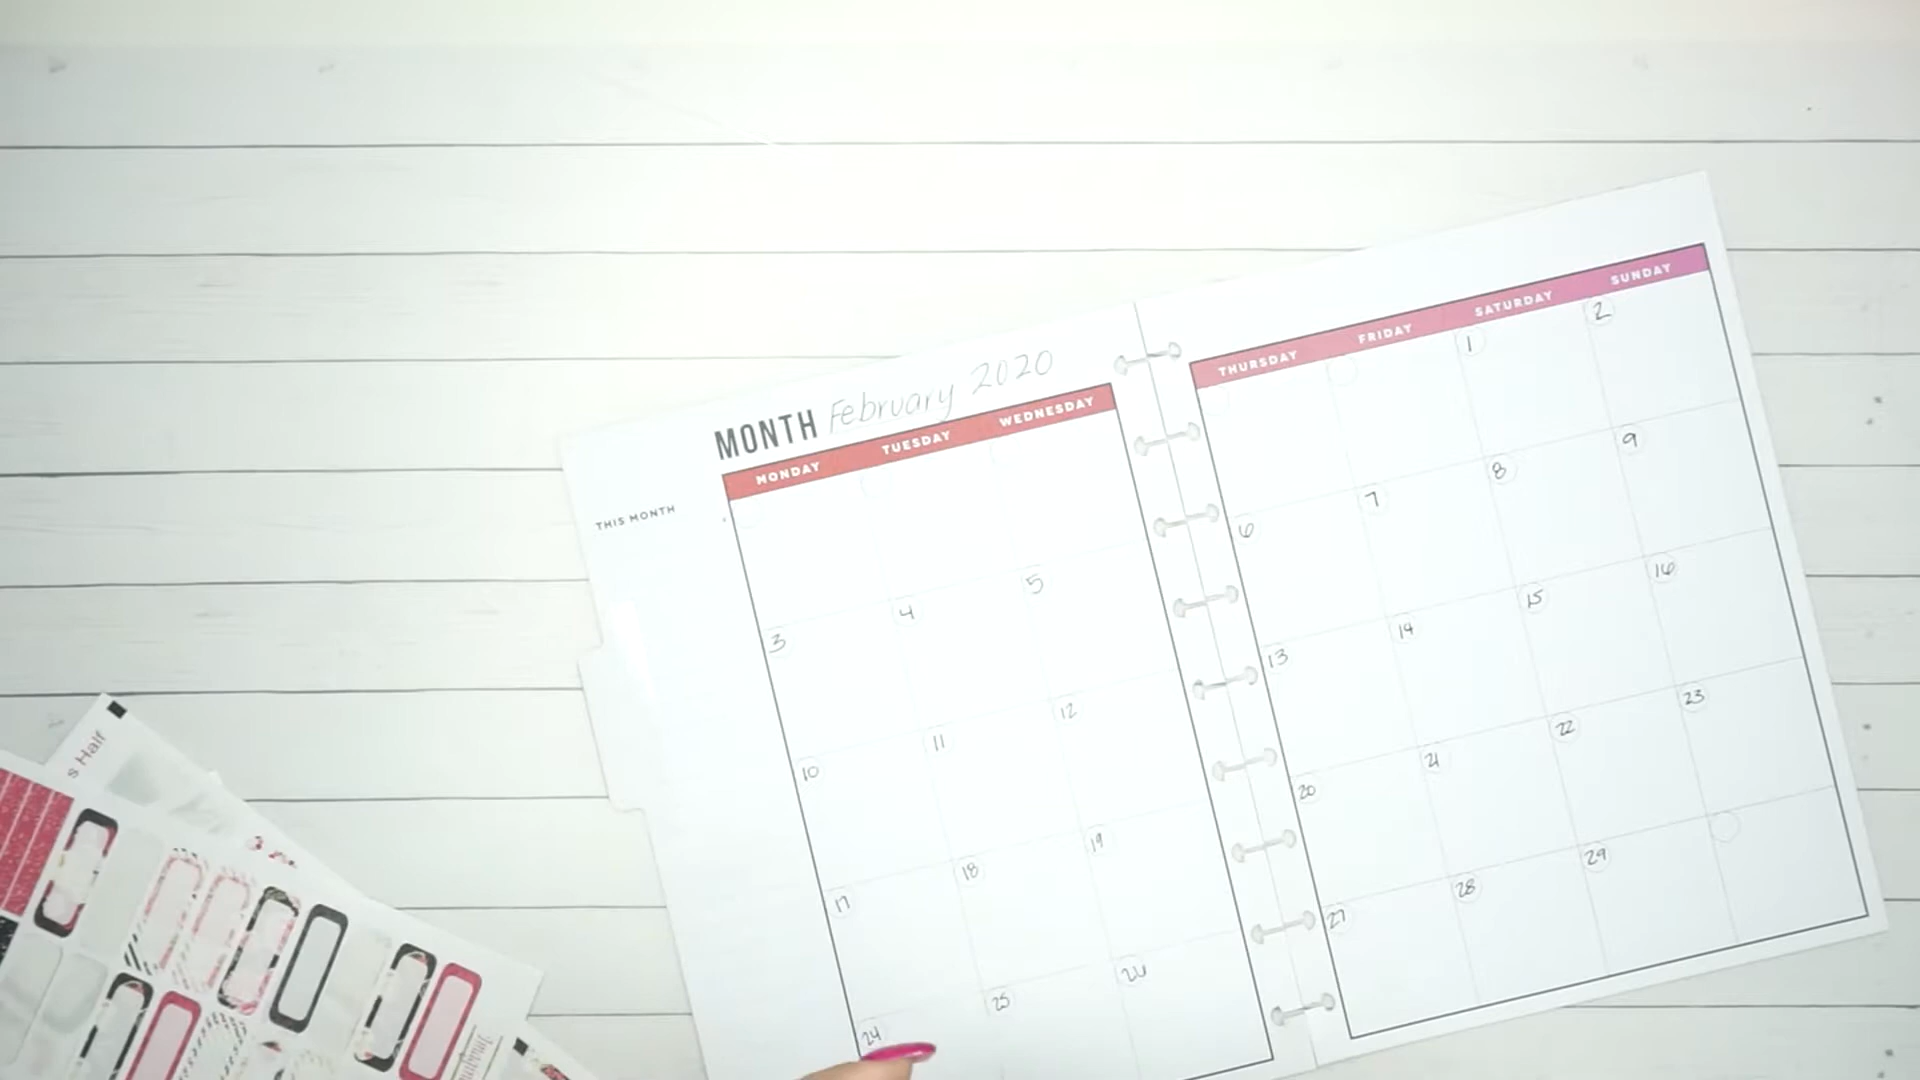 MONTH February 2020
MONDAY TUESDAY WEDNESDAY THURSDAY FRIDAY SATURDAY SUNDAY
THIS MONTH
1 2
3 4 5 6 7 8 9
10 11 12 13 14 15 16
17 18 19 20 21 22 23
24 25 26 27 28 29
s Half